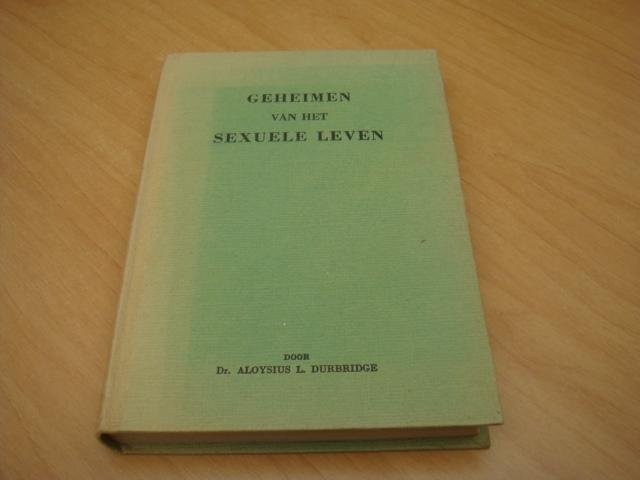 GEHEIMEN
VAN HET
SEXUELE LEVEN
DOOR
Dr. ALOYSIUS L. DURBRIDGE